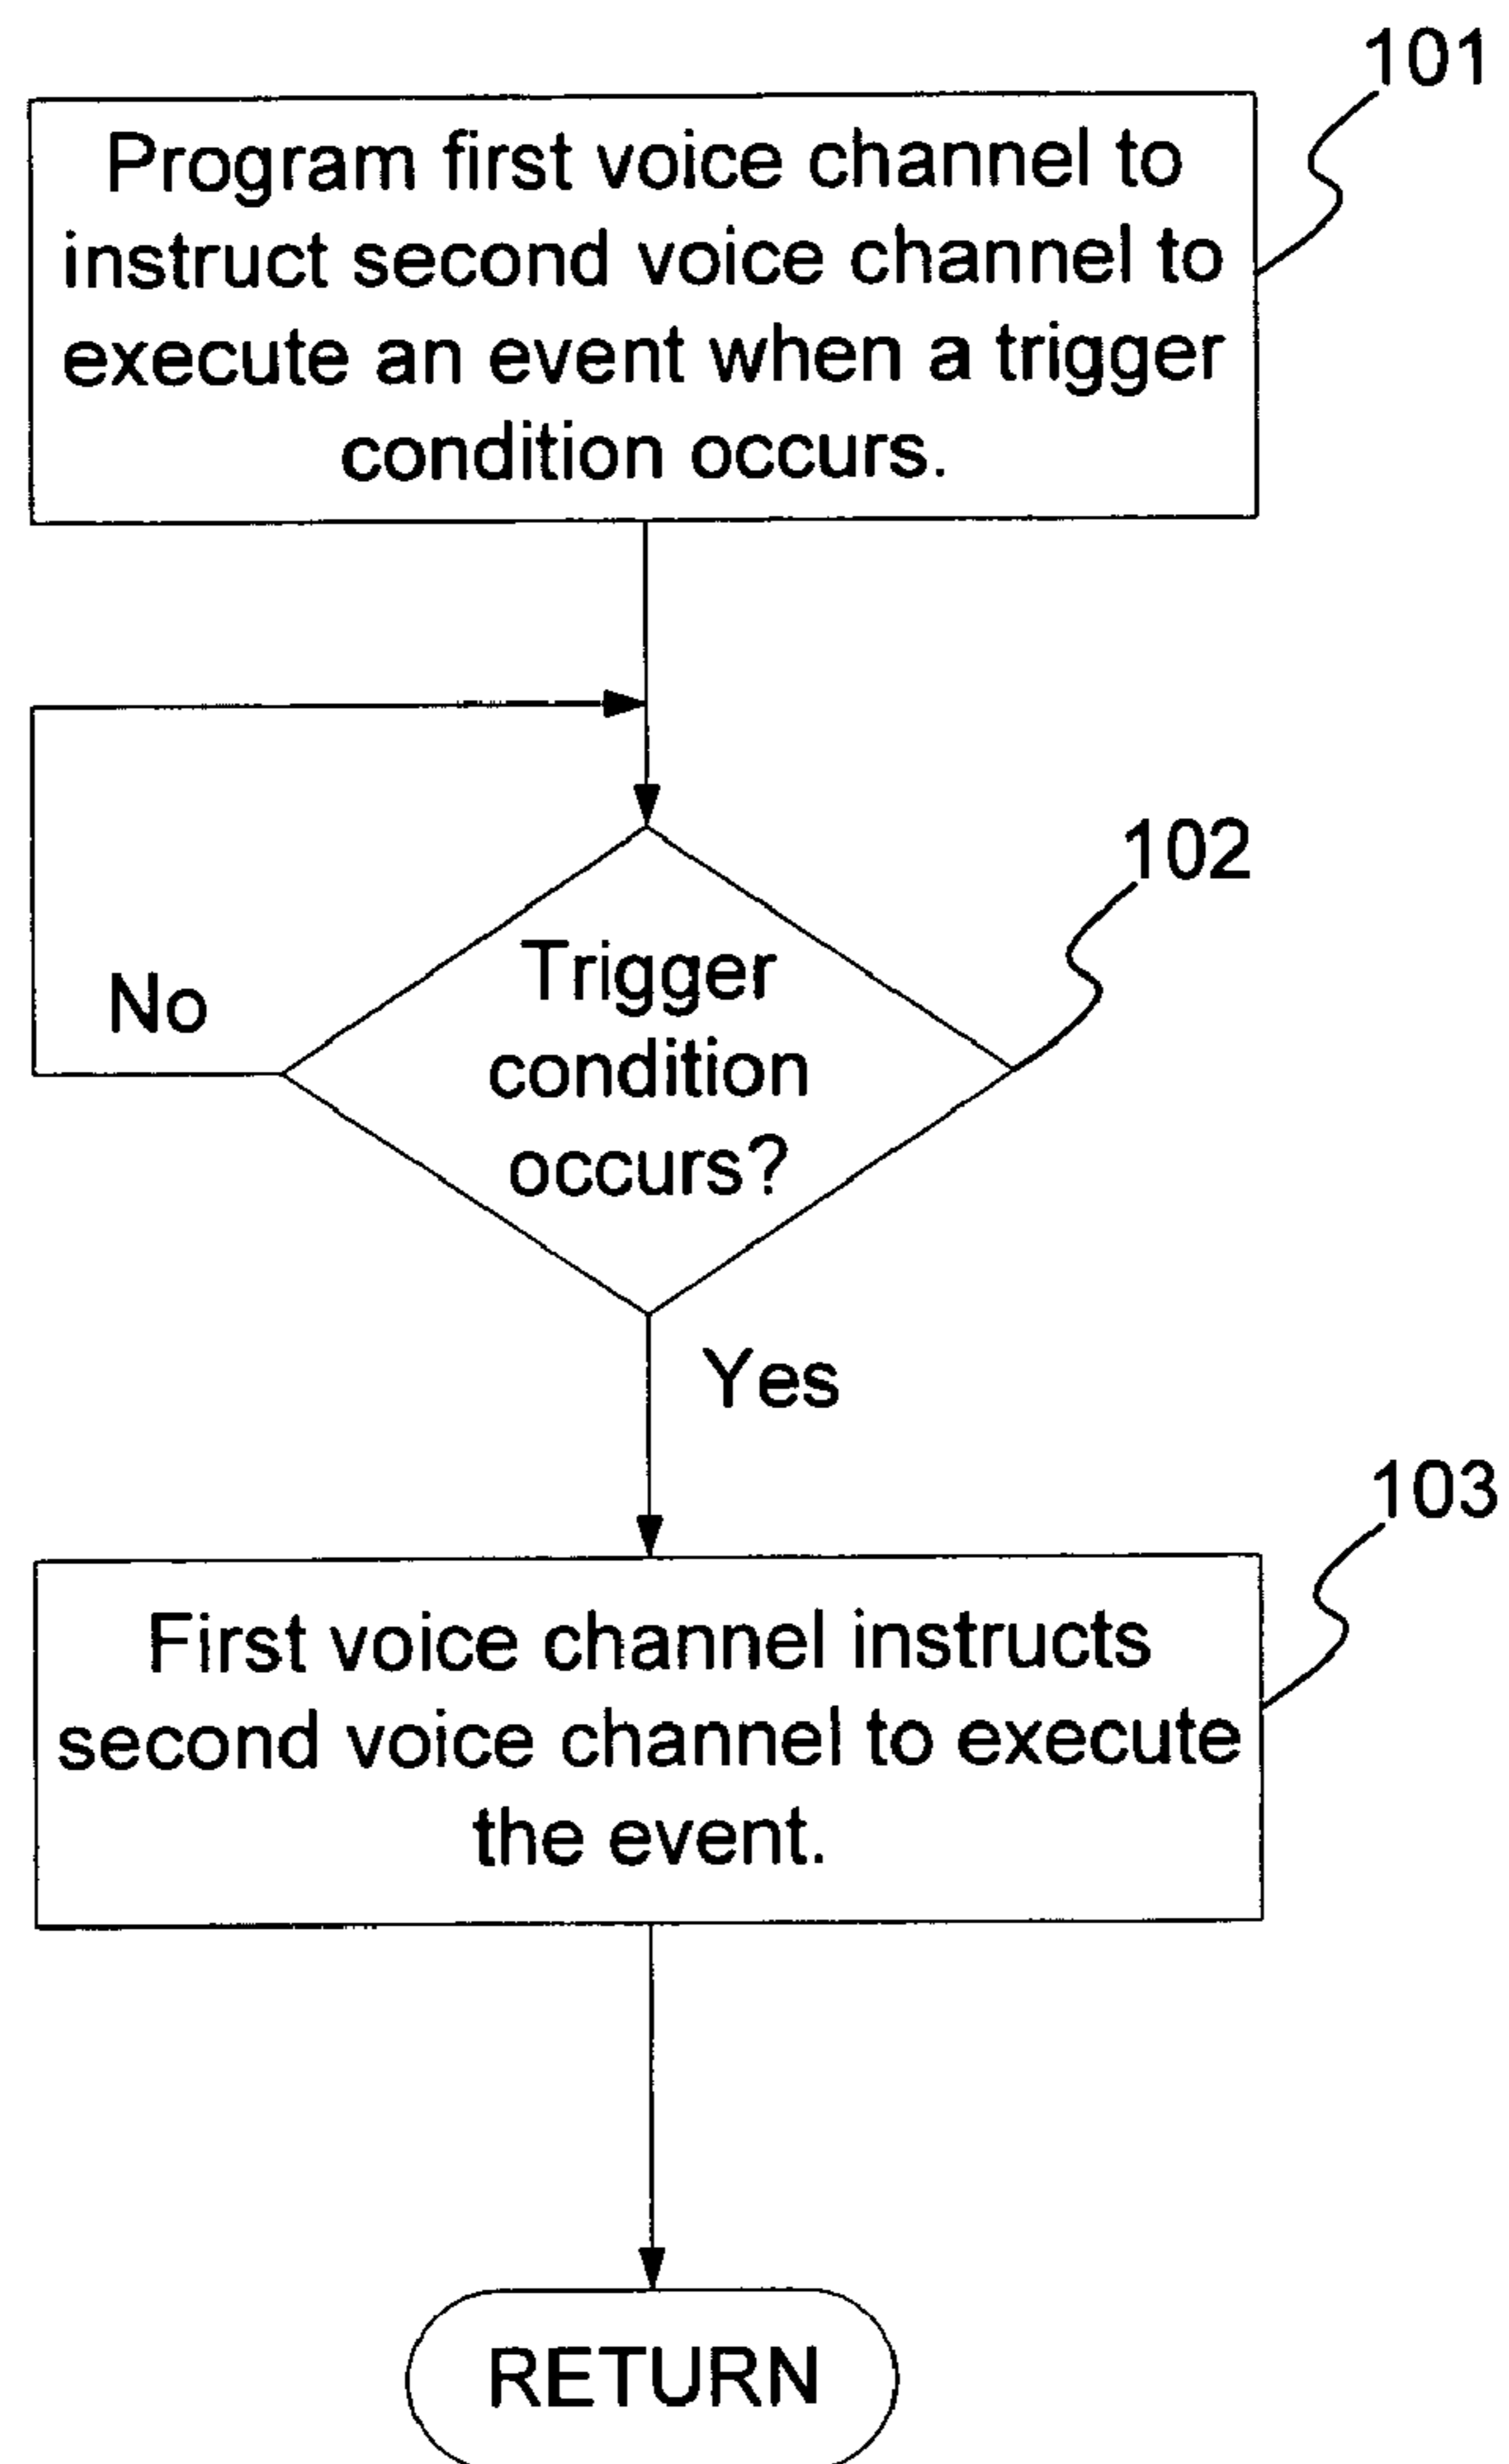 101
Program first voice channel to
instruct second voice channel to
execute an event when a trigger
condition occurs.
102
Trigger
condition
occurs?
No
Yes
103
First voice channel instructs
second voice channel to execute
the event.
RETURN